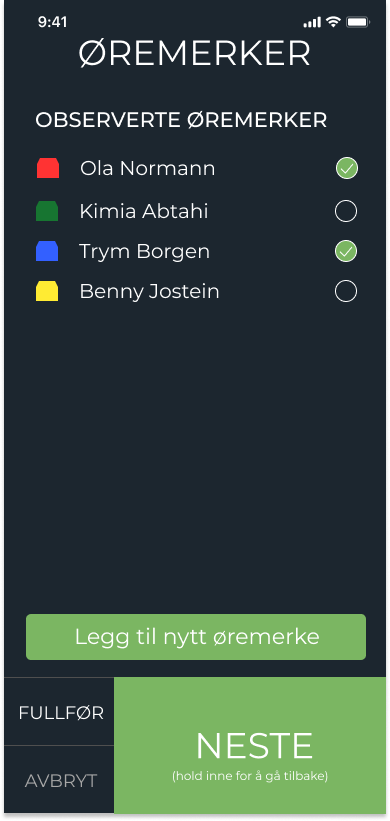 9:41
ØREMERKER
OBSERVERTE ØREMERKER
Ola Normann
Kimia Abtahi
Trym Borgen
Benny Jostein
Legg til nytt øremerke
FULLFØR
NESTE
(hold inne for å gå tilbake)
AVBRYT